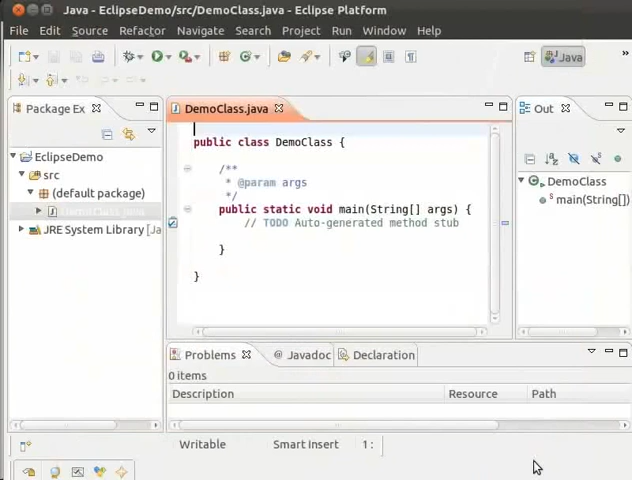 Java - EclipseDemo/src/DemoClass.java - Eclipse Platform
File Edit Source Refactor Navigate Search Project Run Window Help
Java
»
Package Ex
EclipseDemo
src
(default package)
DemoClass.java
JRE System Library [Ja
DemoClass.java
public class DemoClass {
/**
* @param args
*/
public static void main(String[] args) {
// TODO Auto-generated method stub
}
}
Out
DemoClass
main(String[])
Problems @ Javadoc Declaration
0 items
Description Resource Path
Writable Smart Insert 1 :